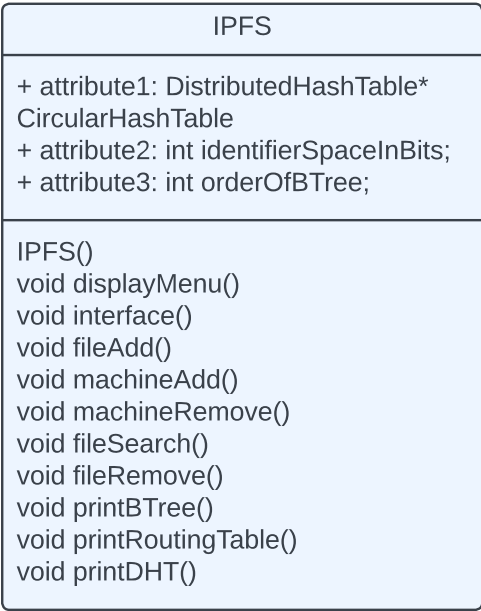 IPFS
+ attribute1: DistributedHashTable*
CircularHashTable
+ attribute2: int identifierSpaceInBits;
+ attribute3: int orderOfBTree;
IPFS()
void displayMenu()
void interface()
void fileAdd()
void machineAdd()
void machineRemove()
void fileSearch()
void fileRemove()
void printBTree()
void printRoutingTable()
void printDHT()